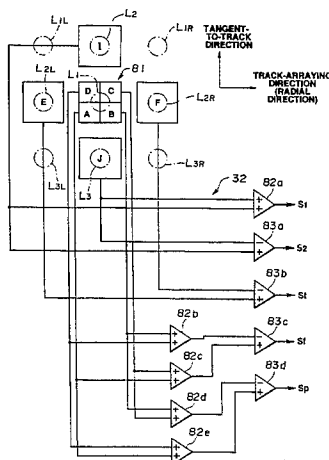 L1L
L2
L1R
TANGENT-
TO-TRACK
DIRECTION
TRACK-ARRAYING
DIRECTION
(RADIAL
DIRECTION)
I
L2L
L1
81
D C
A B
E
F
L2R
L3L
J
L3
L3R
32
82a
S1
83a
S2
83b
St
82b
83c
Sf
82c
82d
83d
Sp
82e